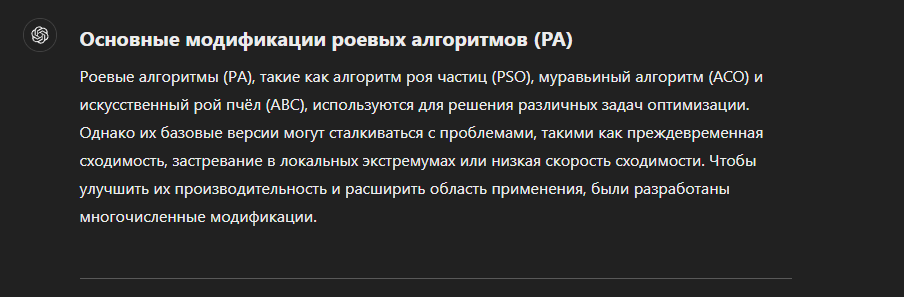 Основные модификации роевых алгоритмов (РА)
Роевые алгоритмы (РА), такие как алгоритм роя частиц (PSO), муравьиный алгоритм (ACO) и
искусственный рой пчёл (ABC), используются для решения различных задач оптимизации.
Однако их базовые версии могут сталкиваться с проблемами, такими как преждевременная
сходимость, застревание в локальных экстремумах или низкая скорость сходимости. Чтобы
улучшить их производительность и расширить область применения, были разработаны
многочисленные модификации.